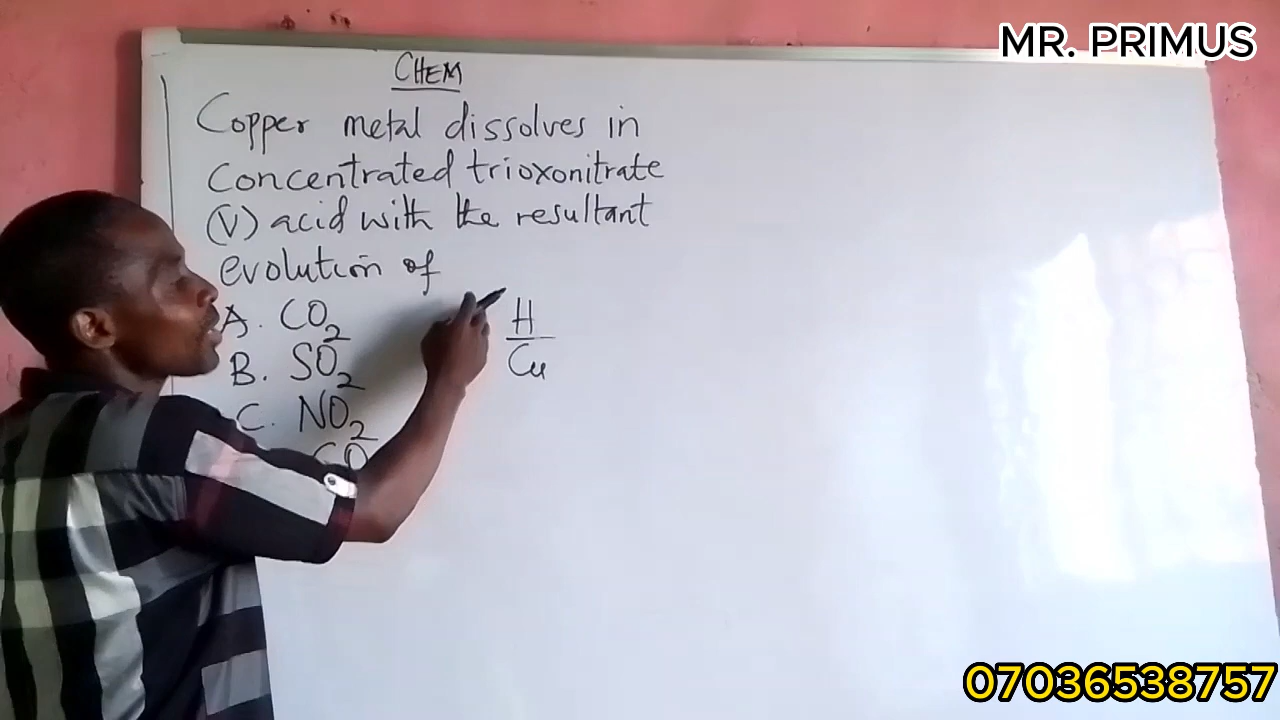 MR. PRIMUS
CHEM
Copper metal dissolves in
Concentrated trioxonitrate
(V) acid with the resultant
evolution of
A. CO2
B. SO2
C. NO2
CO
H
Cu
07036538757